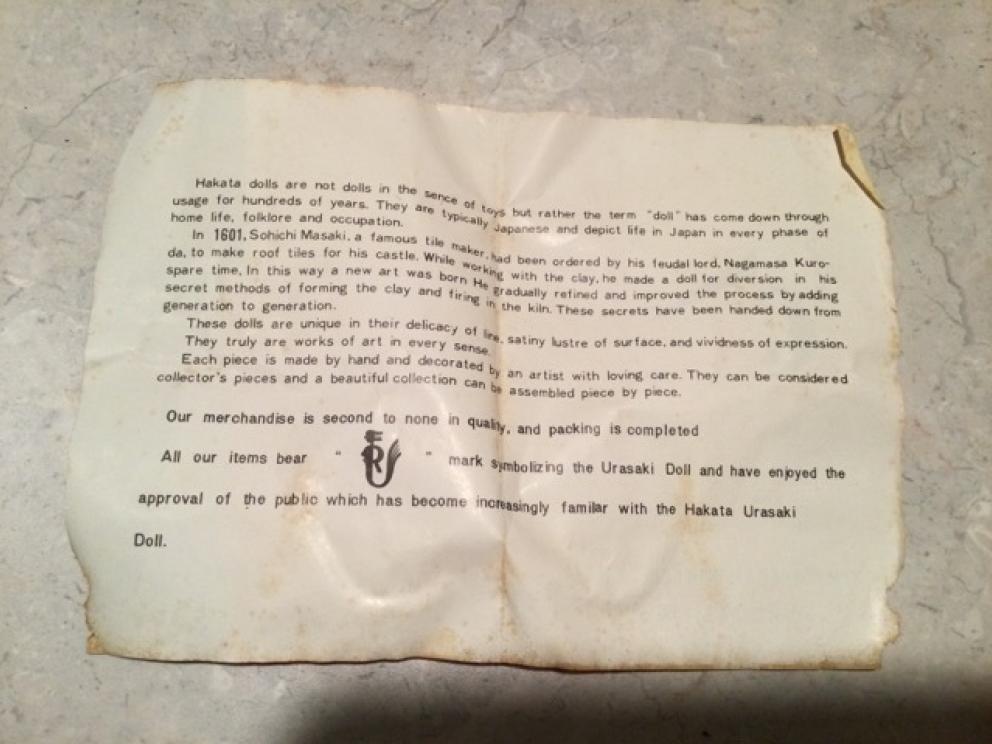 Hakata dolls are not dolls in the sence of toys but rather the term "doll" has come down through
usage for hundreds of years. They are typically Japanese and depict life in Japan in every phase of
home life, folklore and occupation.
In 1601, Sohichi Masaki, a famous tile maker, had been ordered by his feudal lord, Nagamasa Kuro-
da, to make roof tiles for his castle. While working with the clay, he made a doll for diversion in his
spare time. In this way a new art was born He gradually refined and improved the process by adding
secret methods of forming the clay and firing in the kiln. These secrets have been handed down from
generation to generation.
These dolls are unique in their delicacy of line, satiny lustre of surface, and vividness of expression.
They truly are works of art in every sense.
Each piece is made by hand and decorated by an artist with loving care. They can be considered
collector's pieces and a beautiful collection can be assembled piece by piece.
Our merchandise is second to none in quality, and packing is completed
All our items bear " " mark symbolizing the Urasaki Doll and have enjoyed the
approval of the public which has become increasingly familar with the Hakata Urasaki
Doll.